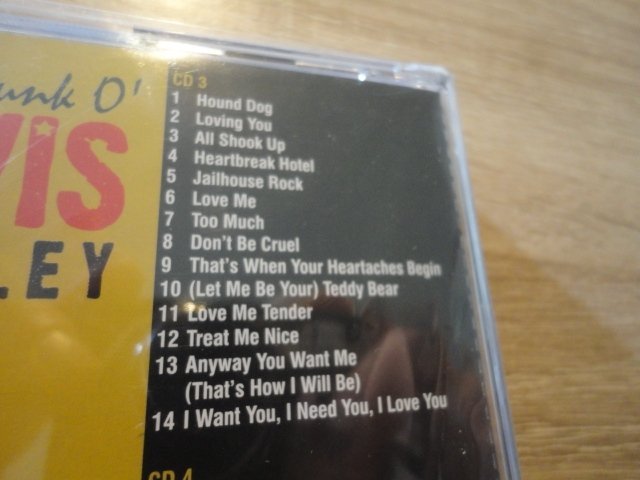 unk O'
VIS
LEY
CD 3
1 Hound Dog
2 Loving You
3 All Shook Up
4 Heartbreak Hotel
5 Jailhouse Rock
6 Love Me
7 Too Much
8 Don't Be Cruel
9 That's When Your Heartaches Begin
10 (Let Me Be Your) Teddy Bear
11 Love Me Tender
12 Treat Me Nice
13 Anyway You Want Me
(That's How I Will Be)
14 I Want You, I Need You, I Love You
CD 4